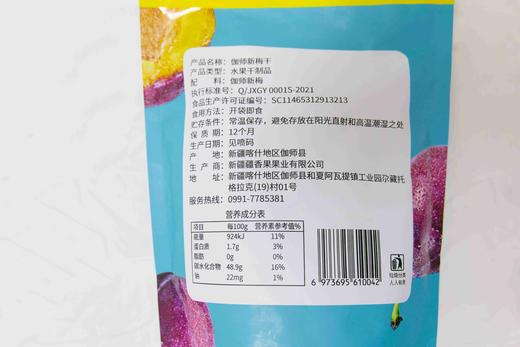 产品名称：伽师新梅干
产品类型：水果干制品
配　　料：伽师新梅
执行标准号：Q/JXGY 0001S-2021
食品生产许可证编号：SC11465312913213
食用方法：开袋即食
贮存条件：常温保存，避免存放在阳光直射和高温潮湿之处
保 质 期：12个月
生产日期：见喷码
产　　地：新疆喀什地区伽师县
生 产 商：新疆疆香果果业有限公司
地　　址：新疆喀什地区伽师县和夏阿瓦提镇工业园尕藏托
格拉克(19)村01号
服务热线：0991-7785381
营养成分表
项目 每100g 营养素参考值%
能量 924kJ 11%
蛋白质 1.7g 3%
脂肪 0g 0%
碳水化合物 48.9g 16%
钠 22mg 1%
6 973695 610042
垃圾分类
人人有责